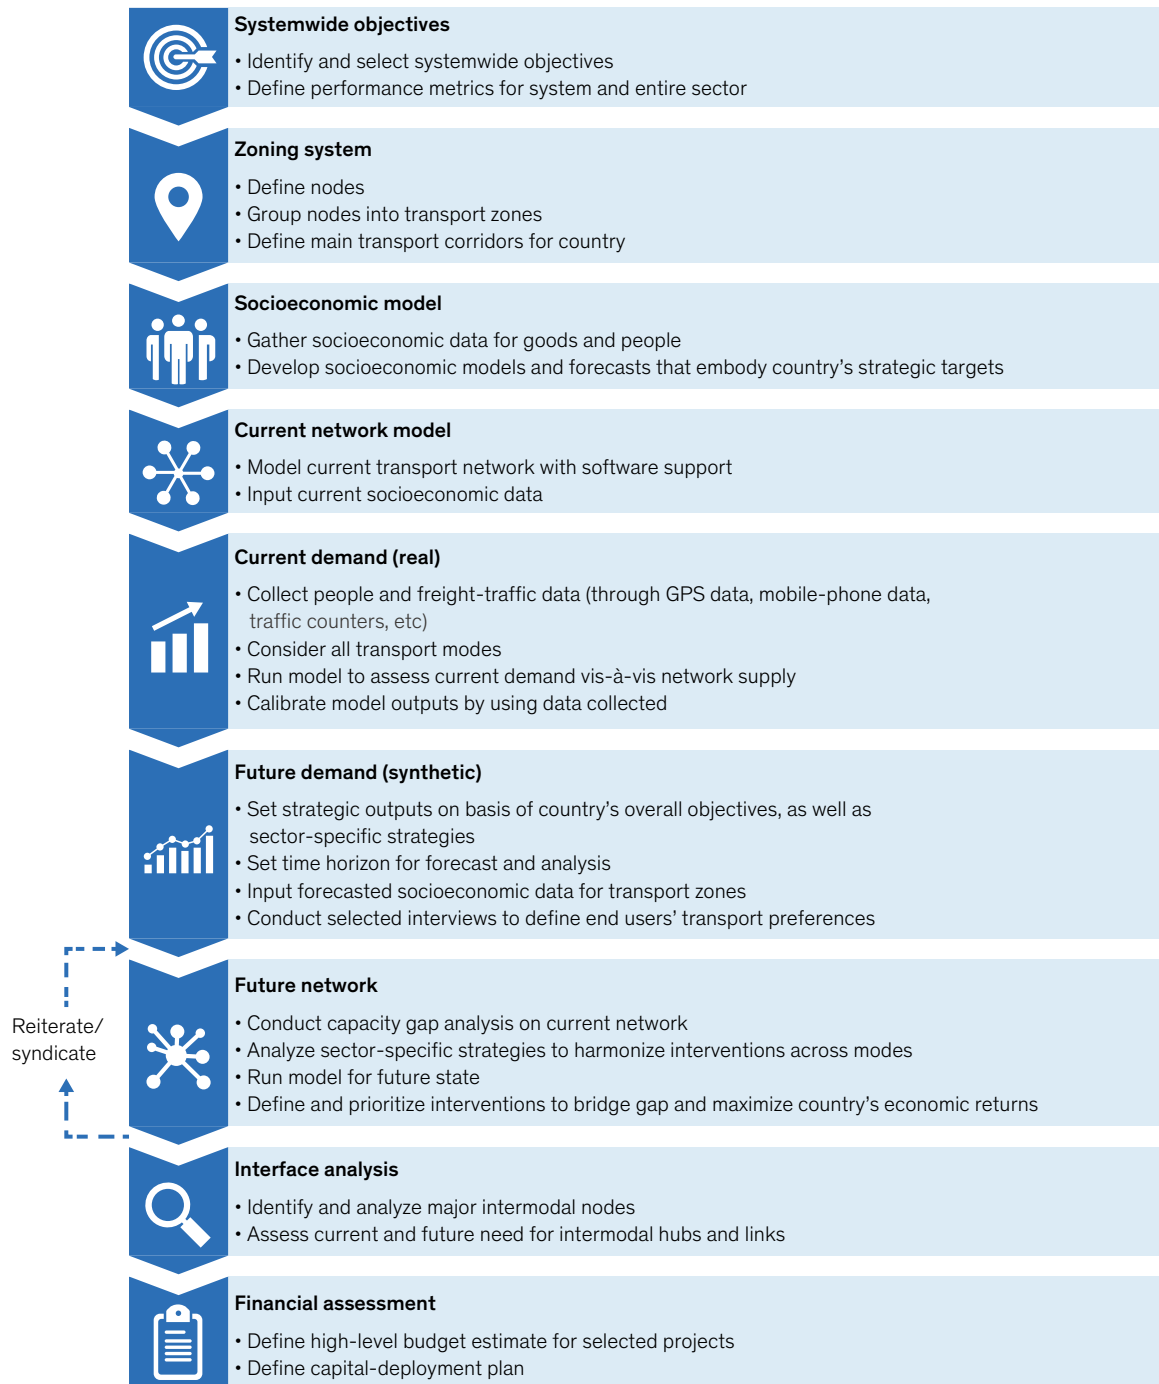 Systemwide objectives
• Identify and select systemwide objectives
• Define performance metrics for system and entire sector
Zoning system
• Define nodes
• Group nodes into transport zones
• Define main transport corridors for country
Socioeconomic model
• Gather socioeconomic data for goods and people
• Develop socioeconomic models and forecasts that embody country’s strategic targets
Current network model
• Model current transport network with software support
• Input current socioeconomic data
Current demand (real)
• Collect people and freight-traffic data (through GPS data, mobile-phone data,
traffic counters, etc)
• Consider all transport modes
• Run model to assess current demand vis-à-vis network supply
• Calibrate model outputs by using data collected
Future demand (synthetic)
• Set strategic outputs on basis of country’s overall objectives, as well as
sector-specific strategies
• Set time horizon for forecast and analysis
• Input forecasted socioeconomic data for transport zones
• Conduct selected interviews to define end users’ transport preferences
Reiterate/
syndicate
Future network
• Conduct capacity gap analysis on current network
• Analyze sector-specific strategies to harmonize interventions across modes
• Run model for future state
• Define and prioritize interventions to bridge gap and maximize country’s economic returns
Interface analysis
• Identify and analyze major intermodal nodes
• Assess current and future need for intermodal hubs and links
Financial assessment
• Define high-level budget estimate for selected projects
• Define capital-deployment plan